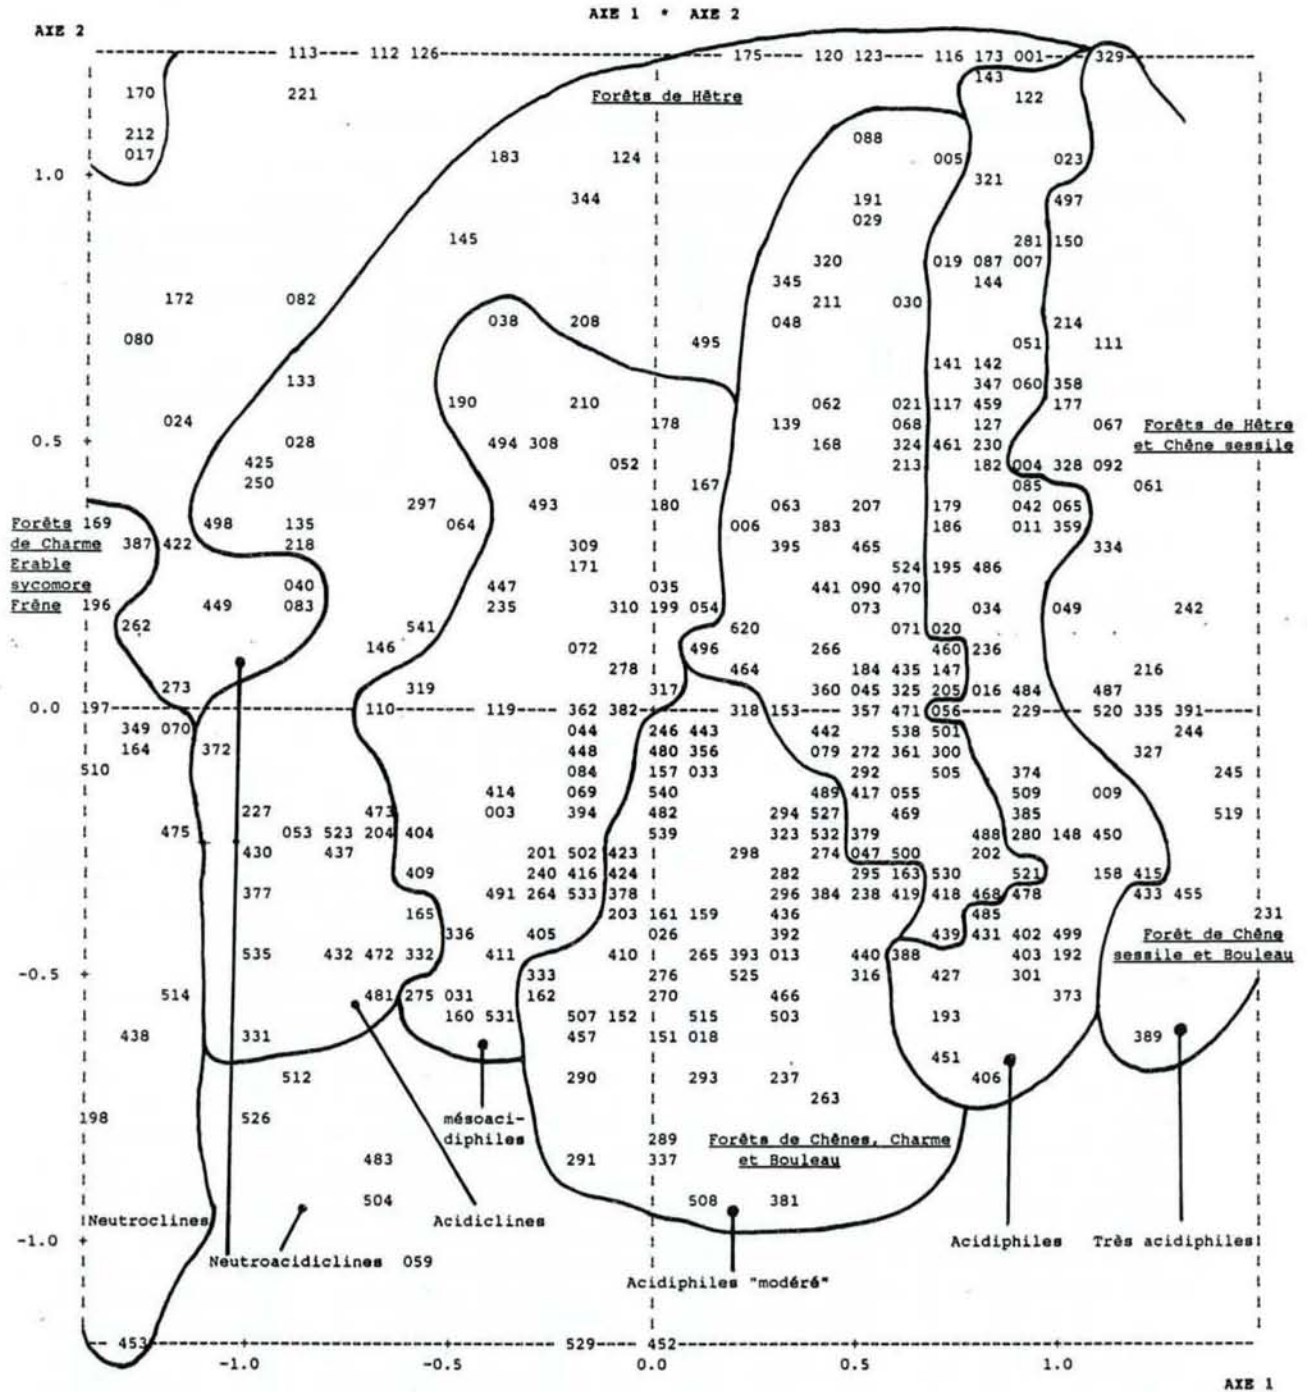 AXE 1 * AXE 2
AXE 2
113 112 126 175 120 123 116 173 001 329
143
170 221 Forêts de Hêtre 122
212 088
017 183 124 005 023
1.0 321
344 191 497
029
145 281 150
320 019 087 007
345 144
172 082 211 030
038 208 048 214
080 495 051 111
141 142
133 347 060 358
190 210 062 021 117 459 177
024 178 139 068 127 067 Forêts de Hêtre
0.5 028 494 308 168 324 461 230 et Chêne sessile
425 052 213 182 004 328 092
250 167 085 061
297 493 180 063 207 179 042 065
Forêts 169 498 135 064 006 383 186 011 359
de Charme 387 422 218 309 395 465 334
Erable 171 524 195 486
sycomore 040 447 035 441 090 470
Frêne 196 449 083 235 310 199 054 073 034 049 242
262 541 620 071 020
146 072 496 266 460 236
278 464 184 435 147 216
273 319 317 360 045 325 205 016 484 487
0.0 197 110 119 362 382 318 153 357 471 056 229 520 335 391
349 070 044 246 443 442 538 501 244
164 372 448 480 356 079 272 361 300 327
510 084 157 033 292 505 374 245
414 069 540 489 417 055 509 009
227 473 003 394 482 294 527 469 385 519
475 053 523 204 404 539 323 532 379 488 280 148 450
430 437 201 502 423 298 274 047 500 202
409 240 416 424 282 295 163 530 521 158 415
377 491 264 533 378 296 384 238 419 418 468 478 433 455
165 203 161 159 436 485 231
336 405 026 392 439 431 402 499 Forêt de Chêne
535 432 472 332 411 410 265 393 013 440 388 403 192 sessile et Bouleau
-0.5 333 276 525 316 427 301
514 481 275 031 162 270 466 373
160 531 507 152 515 503 193
438 331 457 151 018 389
451
512 290 293 237 406
263
198 526 mésoaci-
diphiles
289 Forêts de Chênes, Charme
483 291 337 et Bouleau
504 508 381
Neutroclines Acidiclines
-1.0 Acidiphiles Très acidiphiles
Neutroacidiclines 059
Acidiphiles "modéré"
453 529 452
-1.0 -0.5 0.0 0.5 1.0
AXE 1